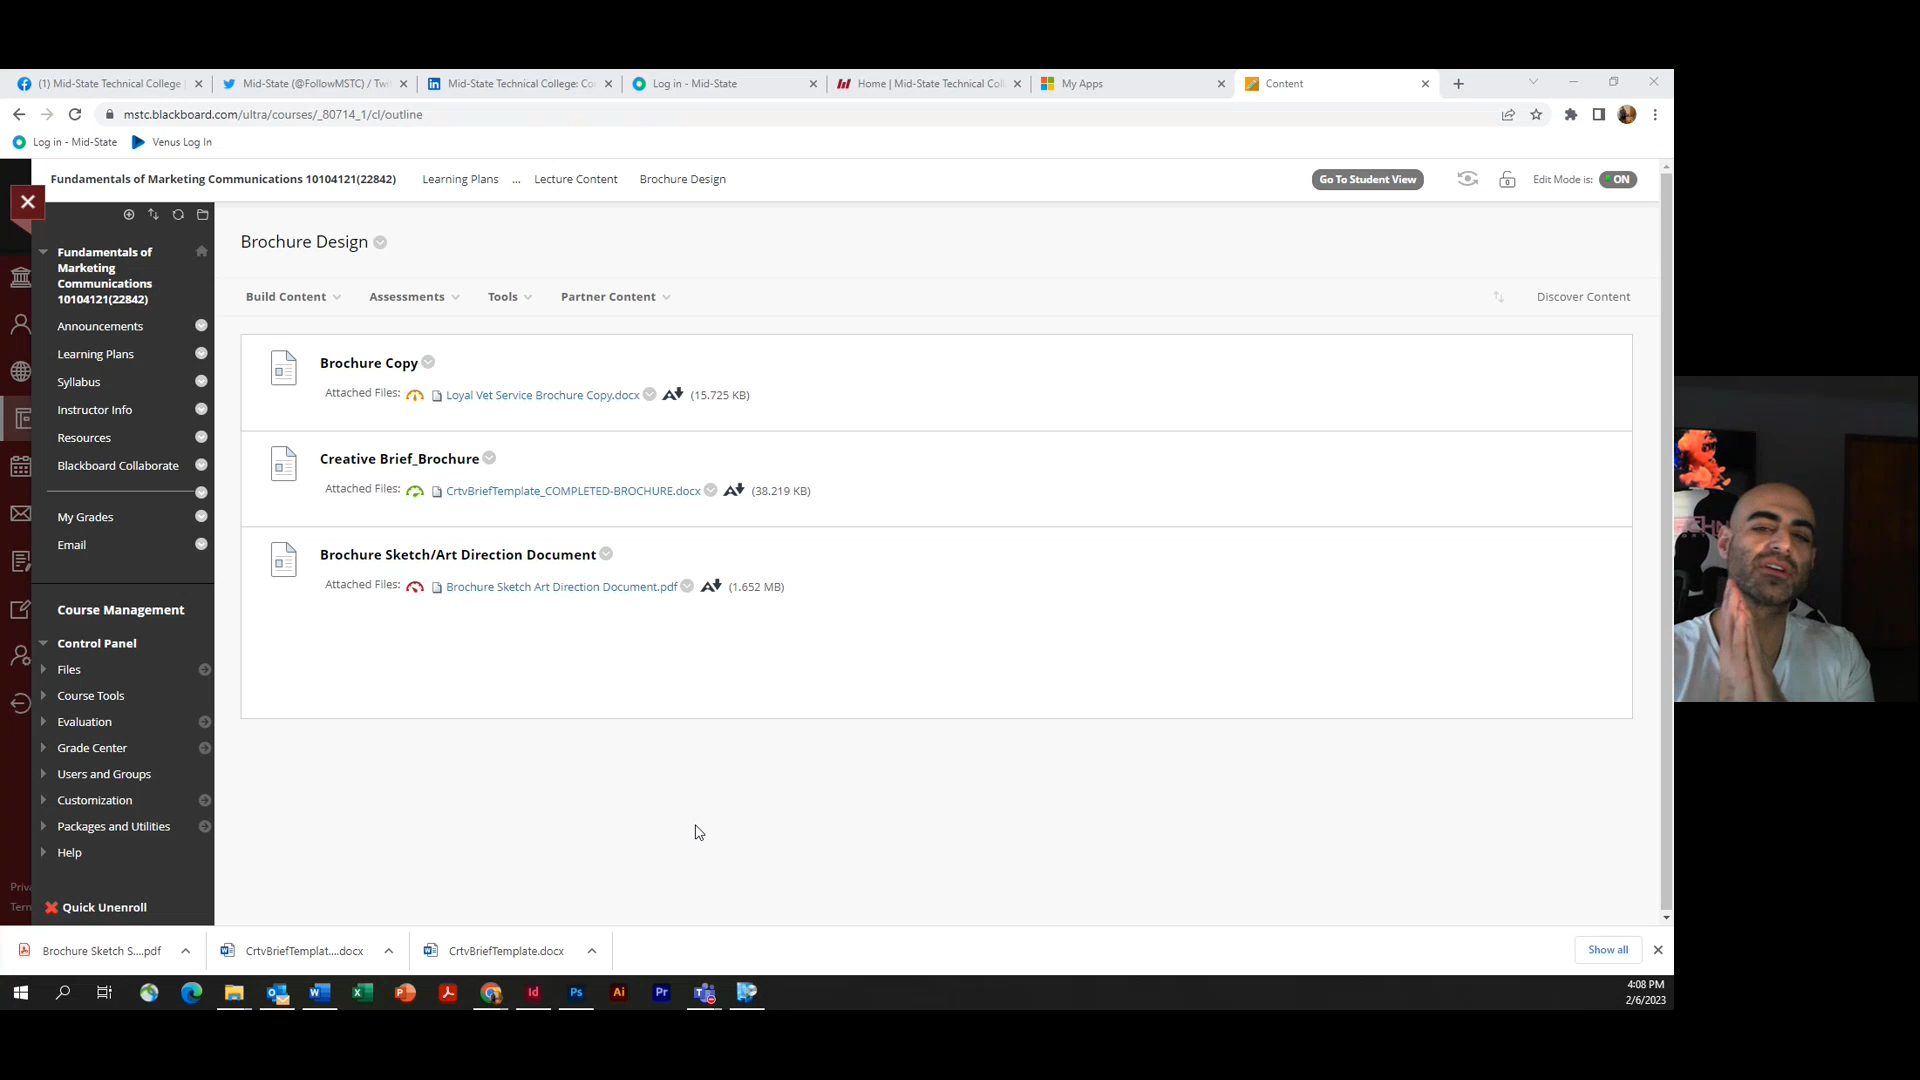 (1) Mid-State Technical College |
Mid-State (@FollowMSTC) / Twi
Mid-State Technical College: Co
Log in - Mid-State
Home | Mid-State Technical Coll
My Apps
Content
mstc.blackboard.com/ultra/courses/_80714_1/cl/outline
Log in - Mid-State
Venus Log In
Fundamentals of Marketing Communications 10104121(22842)
Learning Plans
...
Lecture Content
Brochure Design
Go To Student View
Edit Mode is:
ON
Fundamentals of
Marketing
Communications
10104121(22842)
Announcements
Learning Plans
Syllabus
Instructor Info
Resources
Blackboard Collaborate
My Grades
Email
Course Management
Control Panel
Files
Course Tools
Evaluation
Grade Center
Users and Groups
Customization
Packages and Utilities
Help
Priva
Term
Quick Unenroll
Brochure Design
Build Content
Assessments
Tools
Partner Content
Discover Content
Brochure Copy
Attached Files: Loyal Vet Service Brochure Copy.docx (15.725 KB)
Creative Brief_Brochure
Attached Files: CrtvBriefTemplate_COMPLETED-BROCHURE.docx (38.219 KB)
Brochure Sketch/Art Direction Document
Attached Files: Brochure Sketch Art Direction Document.pdf (1.652 MB)
Brochure Sketch S....pdf
CrtvBriefTemplat....docx
CrtvBriefTemplate.docx
Show all
Id
Ps
Ai
Pr
4:08 PM
2/6/2023